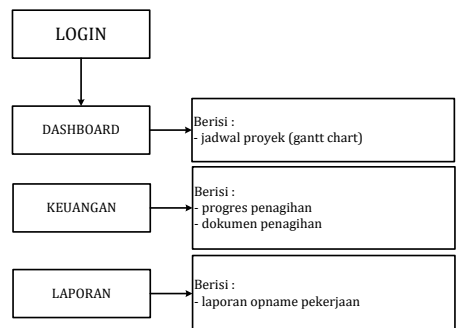 LOGIN
DASHBOARD
Berisi :
- jadwal proyek (gantt chart)
KEUANGAN
Berisi :
- progres penagihan
- dokumen penagihan
LAPORAN
Berisi :
- laporan opname pekerjaan